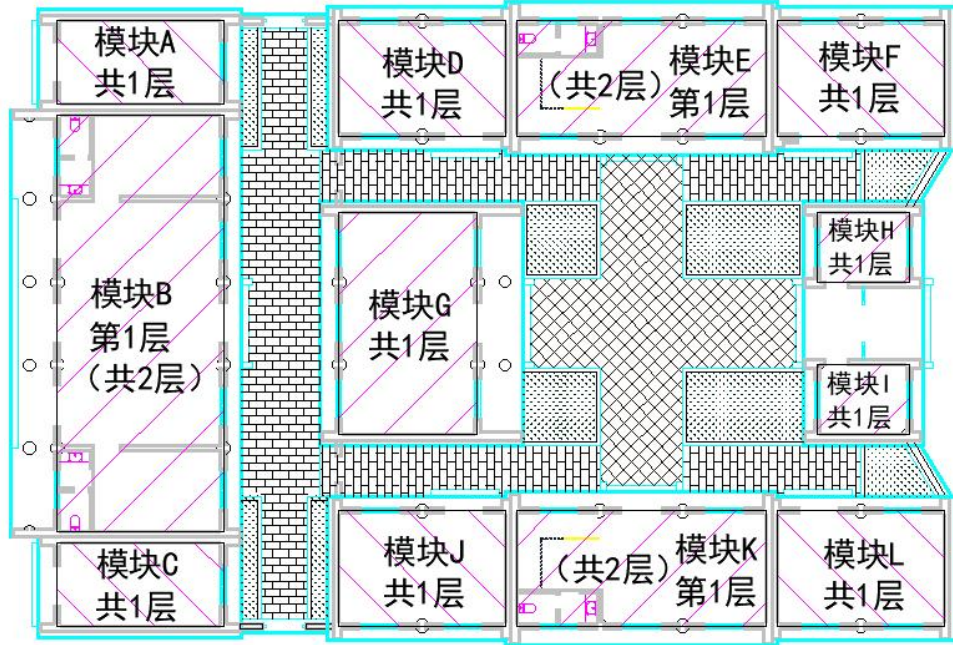 模块A
共1层
模块D
共1层
(共2层)
模块E
第1层
模块F
共1层
模块B
第1层
(共2层)
模块G
共1层
模块H
共1层
模块I
共1层
模块C
共1层
模块J
共1层
(共2层)
模块K
第1层
模块L
共1层